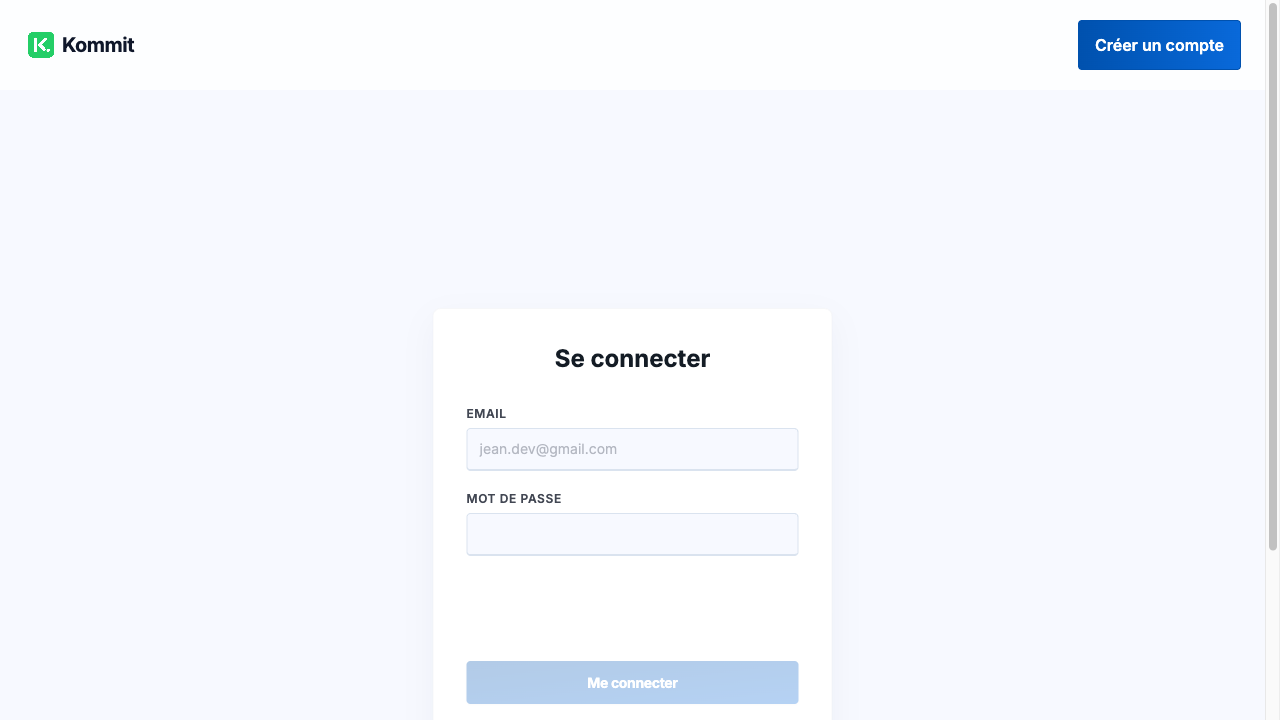 Kommit
Créer un compte
Se connecter
EMAIL
jean.dev@gmail.com
MOT DE PASSE
Me connecter